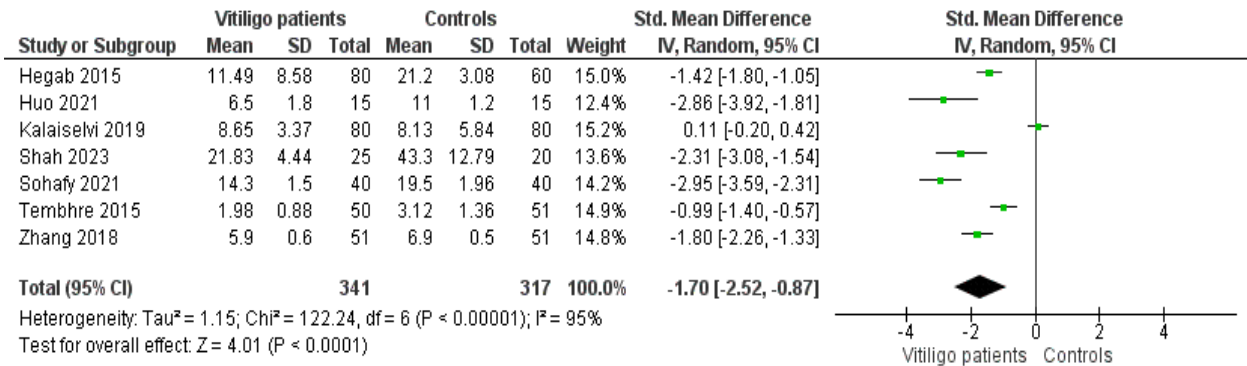 Vitiligo patients Controls Std. Mean Difference Std. Mean Difference
Study or Subgroup Mean SD Total Mean SD Total Weight IV, Random, 95% CI IV, Random, 95% CI
Hegab 2015 11.49 8.58 80 21.2 3.08 60 15.0% -1.42 [-1.80, -1.05]
Huo 2021 6.5 1.8 15 11 1.2 15 12.4% -2.86 [-3.92, -1.81]
Kalaiselvi 2019 8.65 3.37 80 8.13 5.84 80 15.2% 0.11 [-0.20, 0.42]
Shah 2023 21.83 4.44 25 43.3 12.79 20 13.6% -2.31 [-3.08, -1.54]
Sohafy 2021 14.3 1.5 40 19.5 1.96 40 14.2% -2.95 [-3.59, -2.31]
Tembhre 2015 1.98 0.88 50 3.12 1.36 51 14.9% -0.99 [-1.40, -0.57]
Zhang 2018 5.9 0.6 51 6.9 0.5 51 14.8% -1.80 [-2.26, -1.33]
Total (95% CI) 341 317 100.0% -1.70 [-2.52, -0.87]
Heterogeneity: Tau² = 1.15; Chi² = 122.24, df = 6 (P < 0.00001); I² = 95%
Test for overall effect: Z = 4.01 (P < 0.0001)
-4 -2 0 2 4
Vitiligo patients Controls